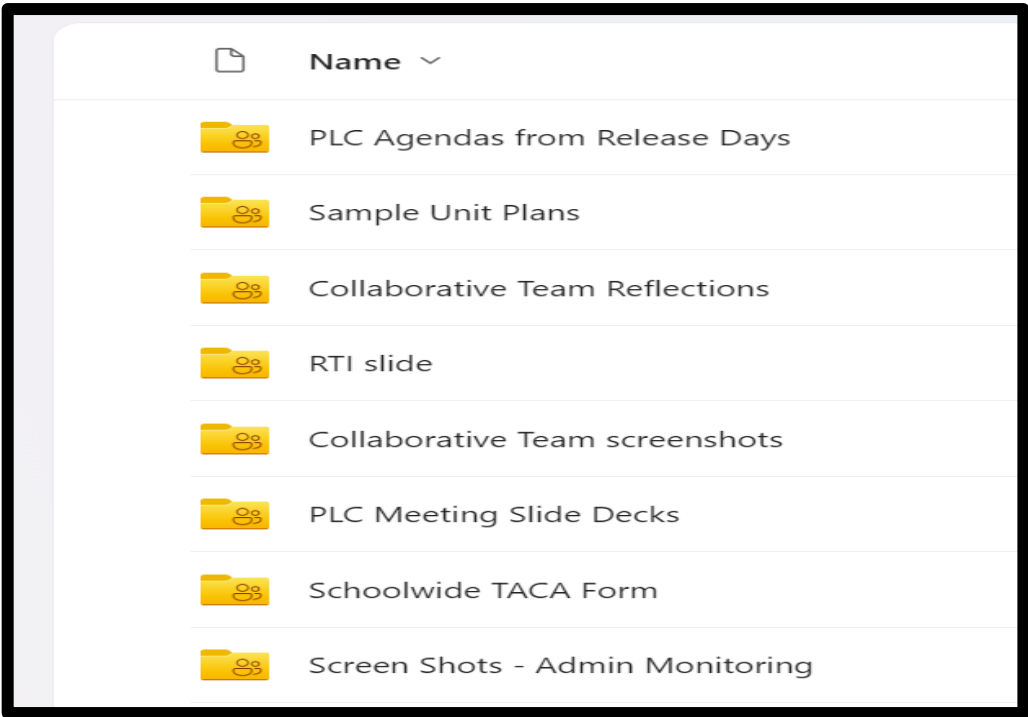 Name
PLC Agendas from Release Days
Sample Unit Plans
Collaborative Team Reflections
RTI slide
Collaborative Team screenshots
PLC Meeting Slide Decks
Schoolwide TACA Form
Screen Shots - Admin Monitoring